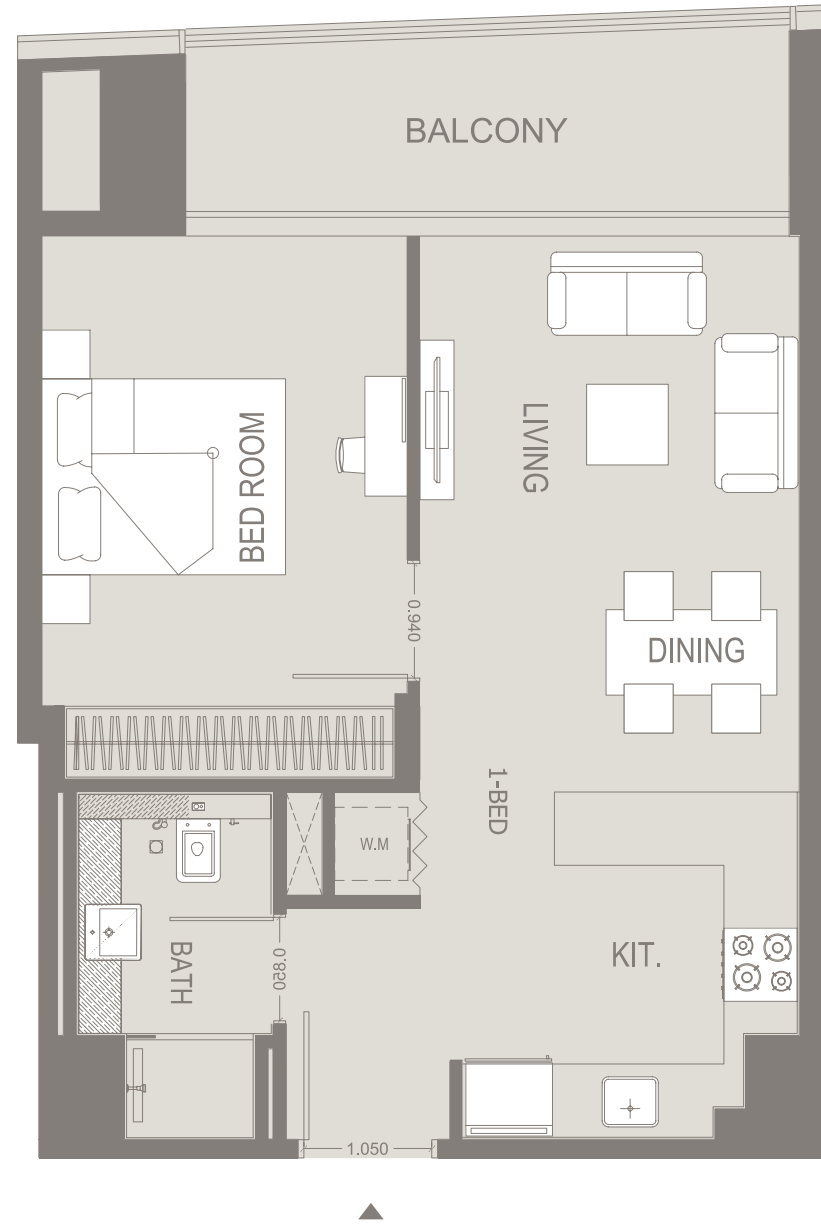 BALCONY
LIVING
BED ROOM
0.940
DINING
1-BED
W.M
BATH
0.850
KIT.
1.050